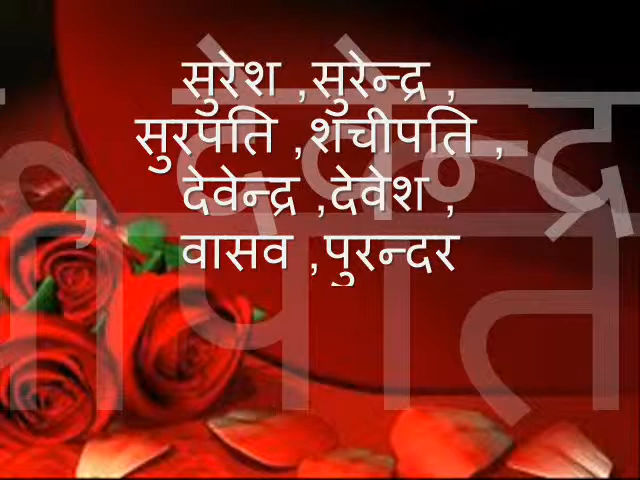 सुरेश ,सुरेन्द्र ,
सुरपति ,शचीपति ,
देवेन्द्र ,देवेश ,
वासव ,पुरन्दर